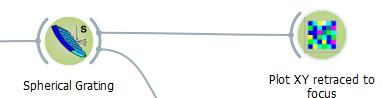 S
Spherical Grating
Plot XY retraced to
focus